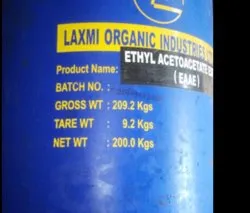 LAXMI ORGANIC INDUSTRIES
Product Name: ETHYL ACETOACETATE
( EAAE )
BATCH NO. :
GROSS WT : 209.2 Kgs
TARE WT : 9.2 Kgs
NET WT : 200.0 Kgs